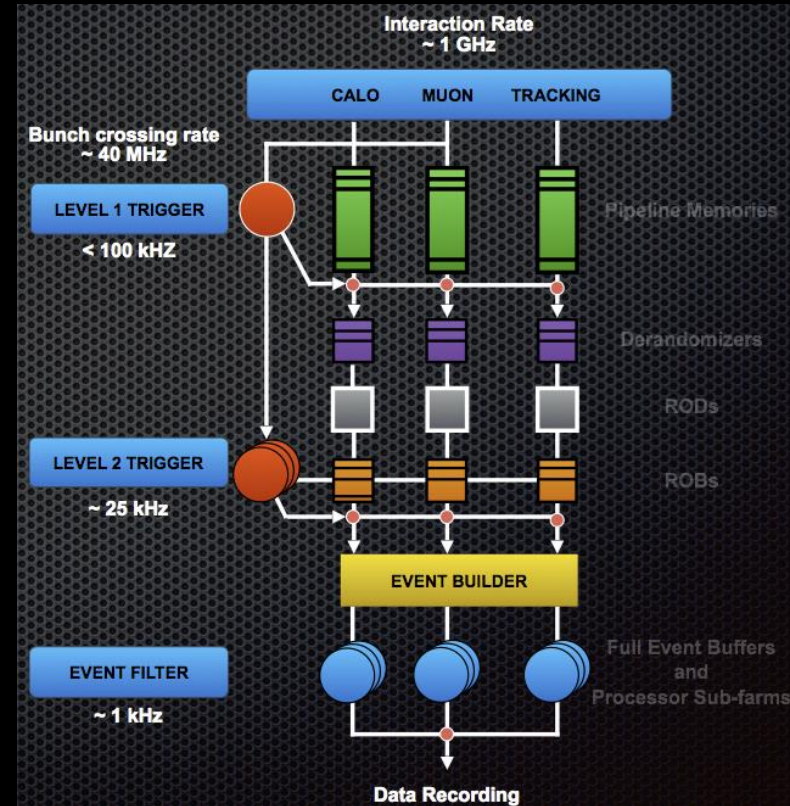 Interaction Rate
~ 1 GHz
CALO MUON TRACKING
Bunch crossing rate
~ 40 MHz
LEVEL 1 TRIGGER
Pipeline Memories
< 100 kHZ
Derandomizers
RODs
LEVEL 2 TRIGGER
ROBs
~ 25 kHz
EVENT BUILDER
Full Event Buffers
and
Processor Sub-farms
EVENT FILTER
~ 1 kHz
Data Recording